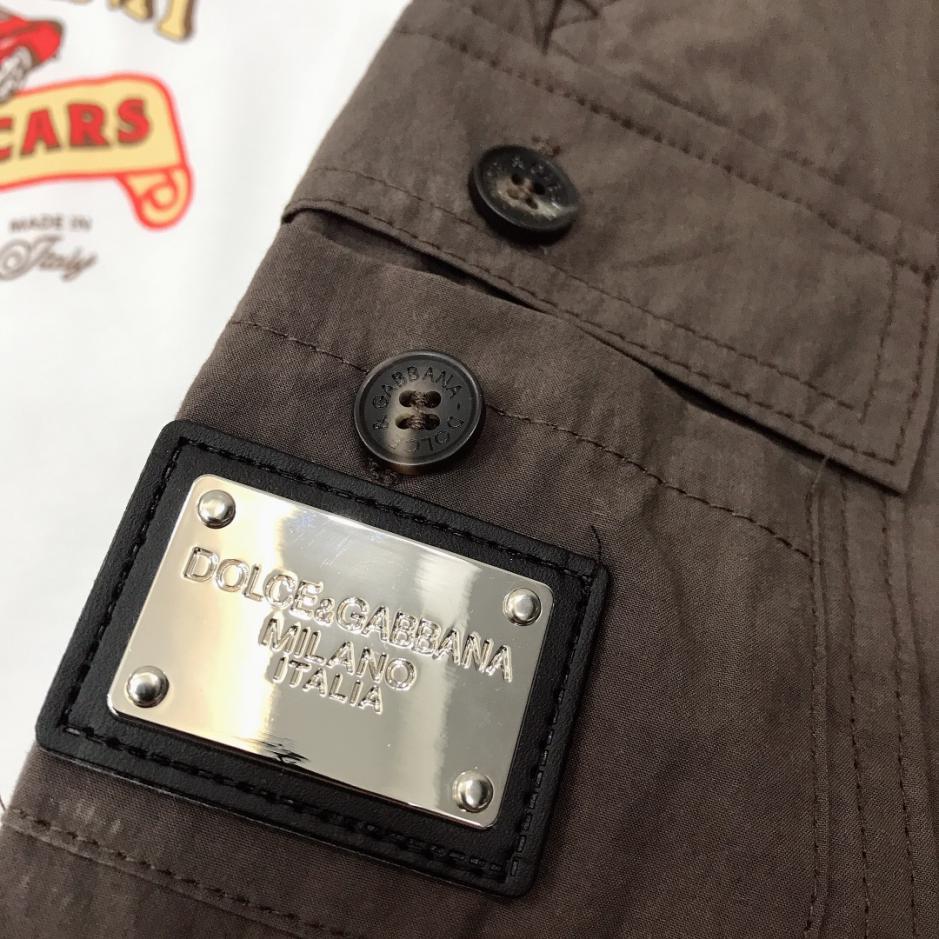 CARS
MADE IN
Italy
DOLCE & GABBANA
DOLCE&GABBANA
MILANO
ITALIA